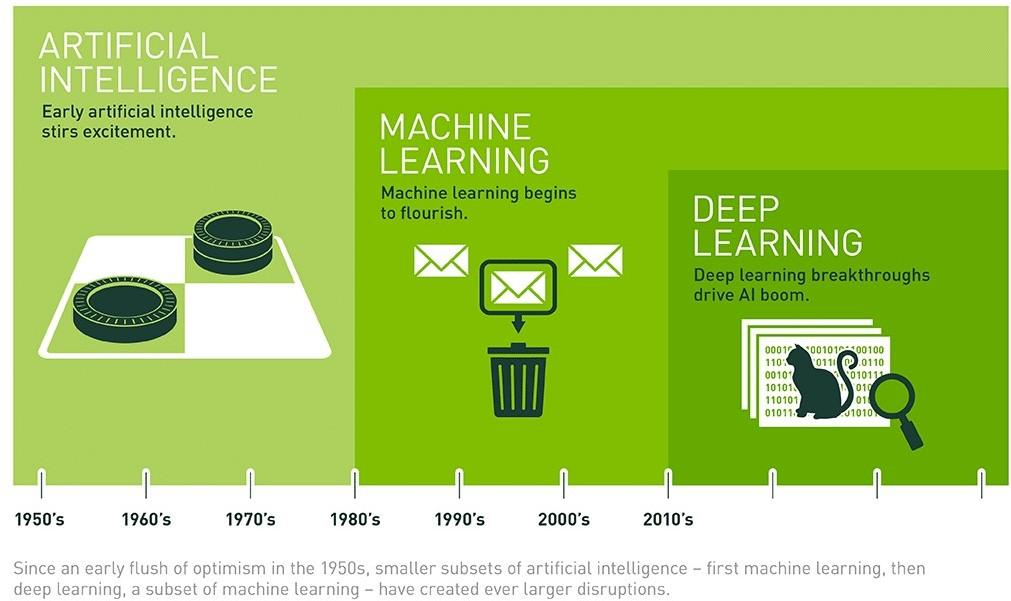 ARTIFICIAL
INTELLIGENCE
Early artificial intelligence
stirs excitement.
MACHINE
LEARNING
Machine learning begins
to flourish.
DEEP
LEARNING
Deep learning breakthroughs
drive AI boom.
1950's 1960's 1970's 1980's 1990's 2000's 2010's
Since an early flush of optimism in the 1950s, smaller subsets of artificial intelligence – first machine learning, then
deep learning, a subset of machine learning – have created ever larger disruptions.